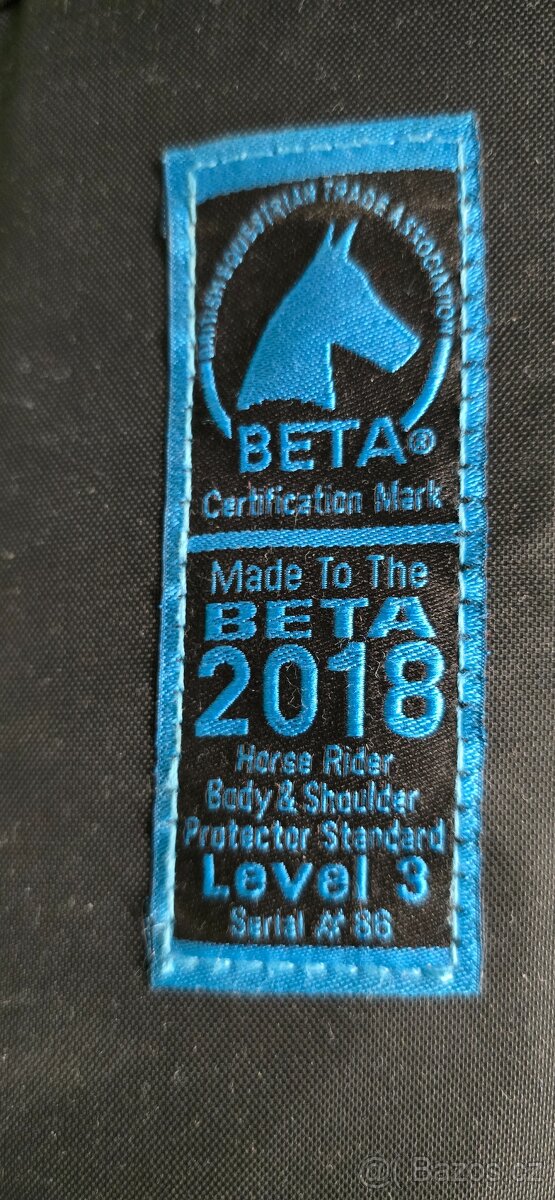 BRITISH EQUESTRIAN TRADE ASSOCIATION
BETA®
Certification Mark
Made To The
BETA
2018
Horse Rider
Body & Shoulder
Protector Standard
Level 3
Serial # 86
Bazos.cz